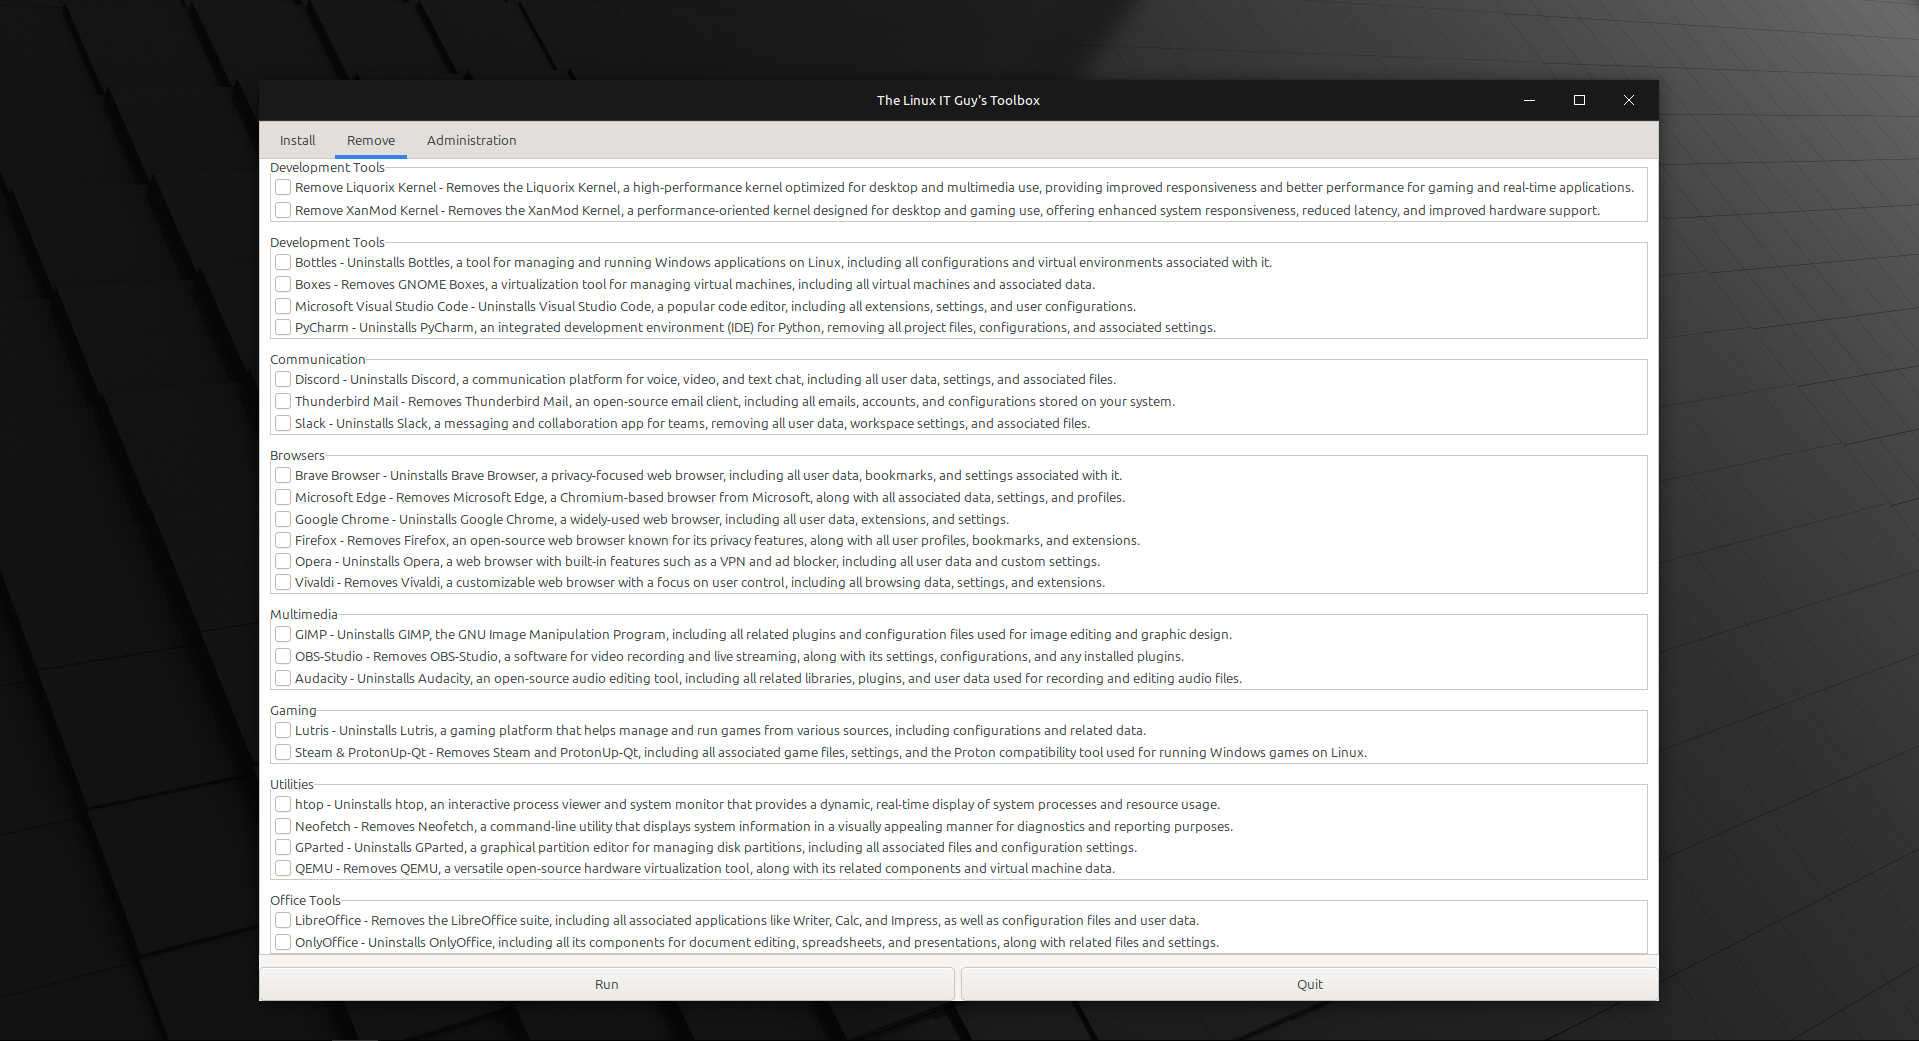 The Linux IT Guy's Toolbox
Install Remove Administration
Development Tools
Remove Liquorix Kernel - Removes the Liquorix Kernel, a high-performance kernel optimized for desktop and multimedia use, providing improved responsiveness and better performance for gaming and real-time applications.
Remove XanMod Kernel - Removes the XanMod Kernel, a performance-oriented kernel designed for desktop and gaming use, offering enhanced system responsiveness, reduced latency, and improved hardware support.
Development Tools
Bottles - Uninstalls Bottles, a tool for managing and running Windows applications on Linux, including all configurations and virtual environments associated with it.
Boxes - Removes GNOME Boxes, a virtualization tool for managing virtual machines, including all virtual machines and associated data.
Microsoft Visual Studio Code - Uninstalls Visual Studio Code, a popular code editor, including all extensions, settings, and user configurations.
PyCharm - Uninstalls PyCharm, an integrated development environment (IDE) for Python, removing all project files, configurations, and associated settings.
Communication
Discord - Uninstalls Discord, a communication platform for voice, video, and text chat, including all user data, settings, and associated files.
Thunderbird Mail - Removes Thunderbird Mail, an open-source email client, including all emails, accounts, and configurations stored on your system.
Slack - Uninstalls Slack, a messaging and collaboration app for teams, removing all user data, workspace settings, and associated files.
Browsers
Brave Browser - Uninstalls Brave Browser, a privacy-focused web browser, including all user data, bookmarks, and settings associated with it.
Microsoft Edge - Removes Microsoft Edge, a Chromium-based browser from Microsoft, along with all associated data, settings, and profiles.
Google Chrome - Uninstalls Google Chrome, a widely-used web browser, including all user data, extensions, and settings.
Firefox - Removes Firefox, an open-source web browser known for its privacy features, along with all user profiles, bookmarks, and extensions.
Opera - Uninstalls Opera, a web browser with built-in features such as a VPN and ad blocker, including all user data and custom settings.
Vivaldi - Removes Vivaldi, a customizable web browser with a focus on user control, including all browsing data, settings, and extensions.
Multimedia
GIMP - Uninstalls GIMP, the GNU Image Manipulation Program, including all related plugins and configuration files used for image editing and graphic design.
OBS-Studio - Removes OBS-Studio, a software for video recording and live streaming, along with its settings, configurations, and any installed plugins.
Audacity - Uninstalls Audacity, an open-source audio editing tool, including all related libraries, plugins, and user data used for recording and editing audio files.
Gaming
Lutris - Uninstalls Lutris, a gaming platform that helps manage and run games from various sources, including configurations and related data.
Steam & ProtonUp-Qt - Removes Steam and ProtonUp-Qt, including all associated game files, settings, and the Proton compatibility tool used for running Windows games on Linux.
Utilities
htop - Uninstalls htop, an interactive process viewer and system monitor that provides a dynamic, real-time display of system processes and resource usage.
Neofetch - Removes Neofetch, a command-line utility that displays system information in a visually appealing manner for diagnostics and reporting purposes.
GParted - Uninstalls GParted, a graphical partition editor for managing disk partitions, including all associated files and configuration settings.
QEMU - Removes QEMU, a versatile open-source hardware virtualization tool, along with its related components and virtual machine data.
Office Tools
LibreOffice - Removes the LibreOffice suite, including all associated applications like Writer, Calc, and Impress, as well as configuration files and user data.
OnlyOffice - Uninstalls OnlyOffice, including all its components for document editing, spreadsheets, and presentations, along with related files and settings.
Run Quit